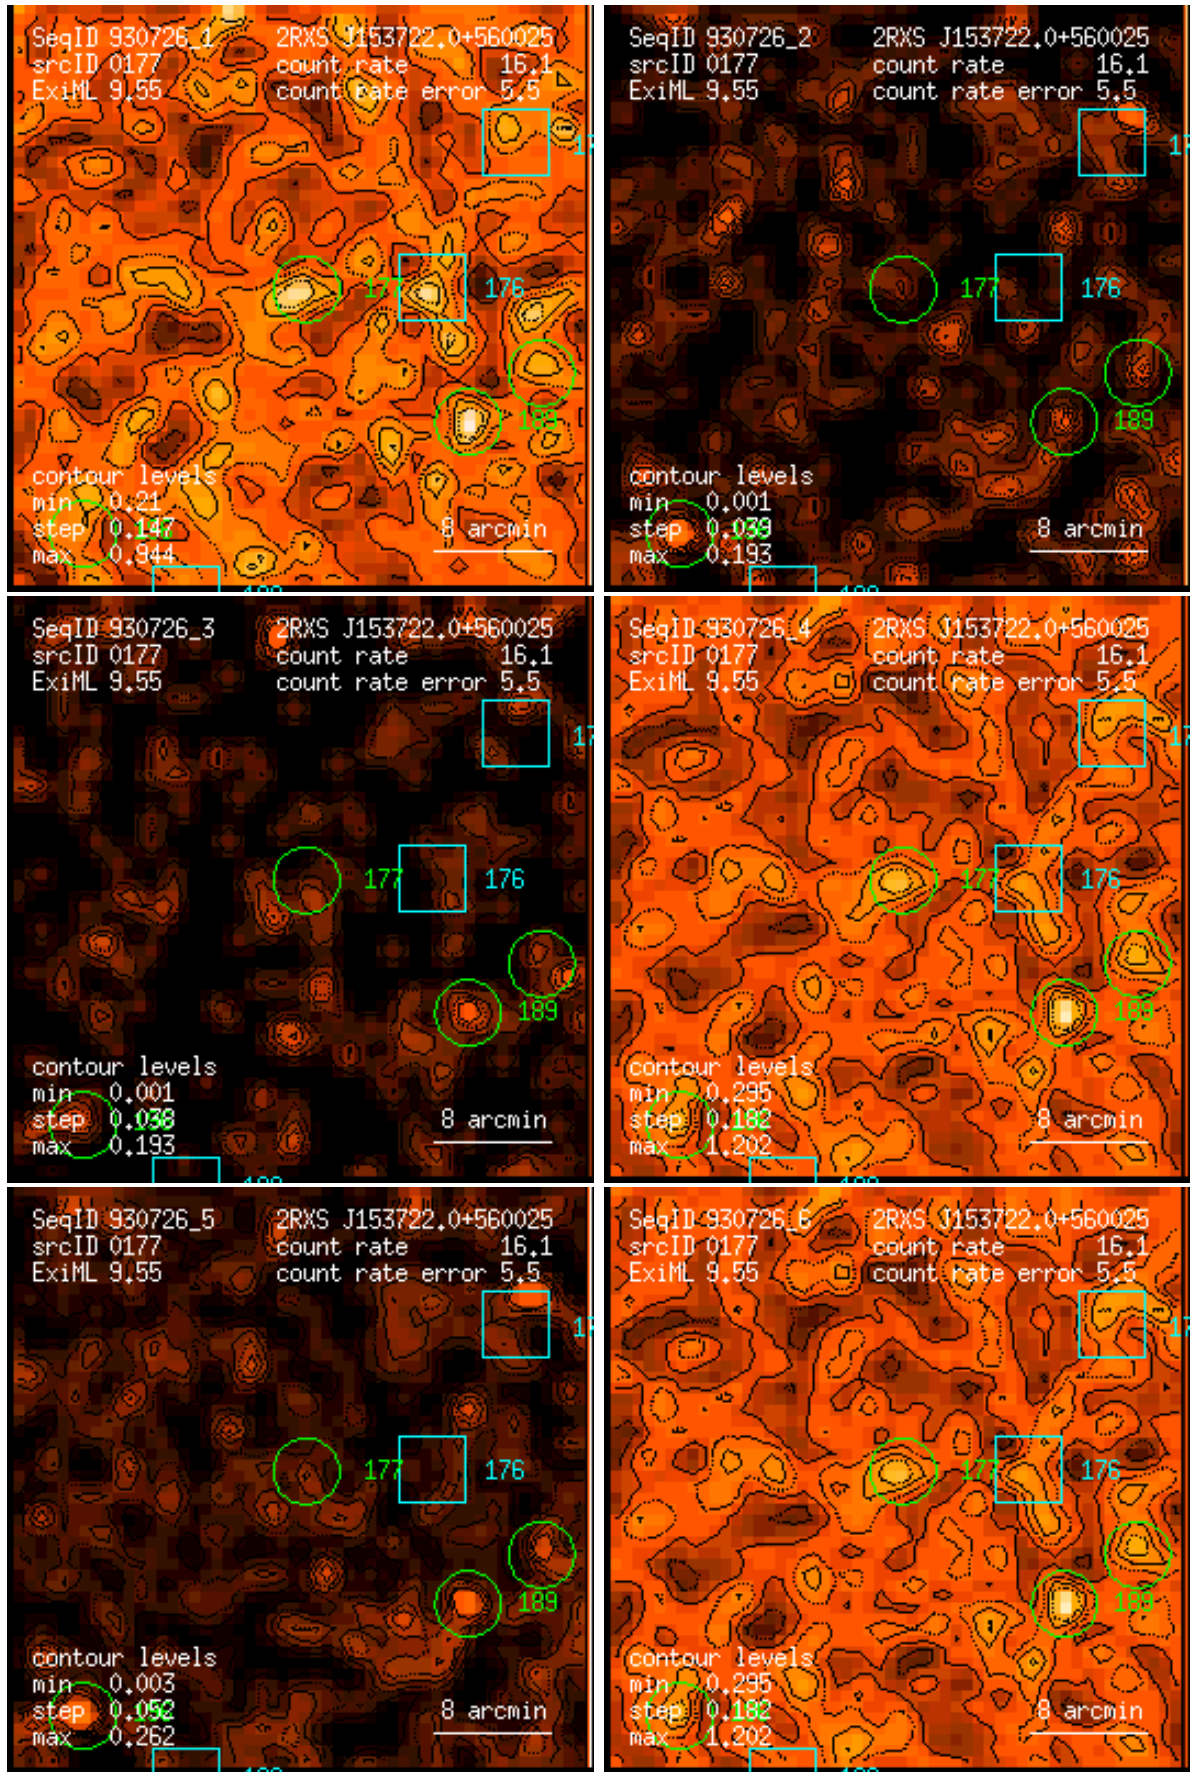 SeqID 930726_1 2RXS J153722.0+560025
srcID 0177 count rate 16.1
ExiML 9.55 count rate error 5.5
177 176
189
contour levels
min 0.21
step 0.147
max 0.944
8 arcmin
SeqID 930726_2 2RXS J153722.0+560025
srcID 0177 count rate 16.1
ExiML 9.55 count rate error 5.5
177 176
189
contour levels
min 0.001
step 0.039
max 0.193
8 arcmin
SeqID 930726_3 2RXS J153722.0+560025
srcID 0177 count rate 16.1
ExiML 9.55 count rate error 5.5
177 176
189
contour levels
min 0.001
step 0.038
max 0.193
8 arcmin
SeqID 930726_4 2RXS J153722.0+560025
srcID 0177 count rate 16.1
ExiML 9.55 count rate error 5.5
177 176
189
contour levels
min 0.295
step 0.182
max 1.202
8 arcmin
SeqID 930726_5 2RXS J153722.0+560025
srcID 0177 count rate 16.1
ExiML 9.55 count rate error 5.5
177 176
189
contour levels
min 0.003
step 0.052
max 0.262
8 arcmin
SeqID 930726_6 2RXS J153722.0+560025
srcID 0177 count rate 16.1
ExiML 9.55 count rate error 5.5
177 176
189
contour levels
min 0.295
step 0.182
max 1.202
8 arcmin